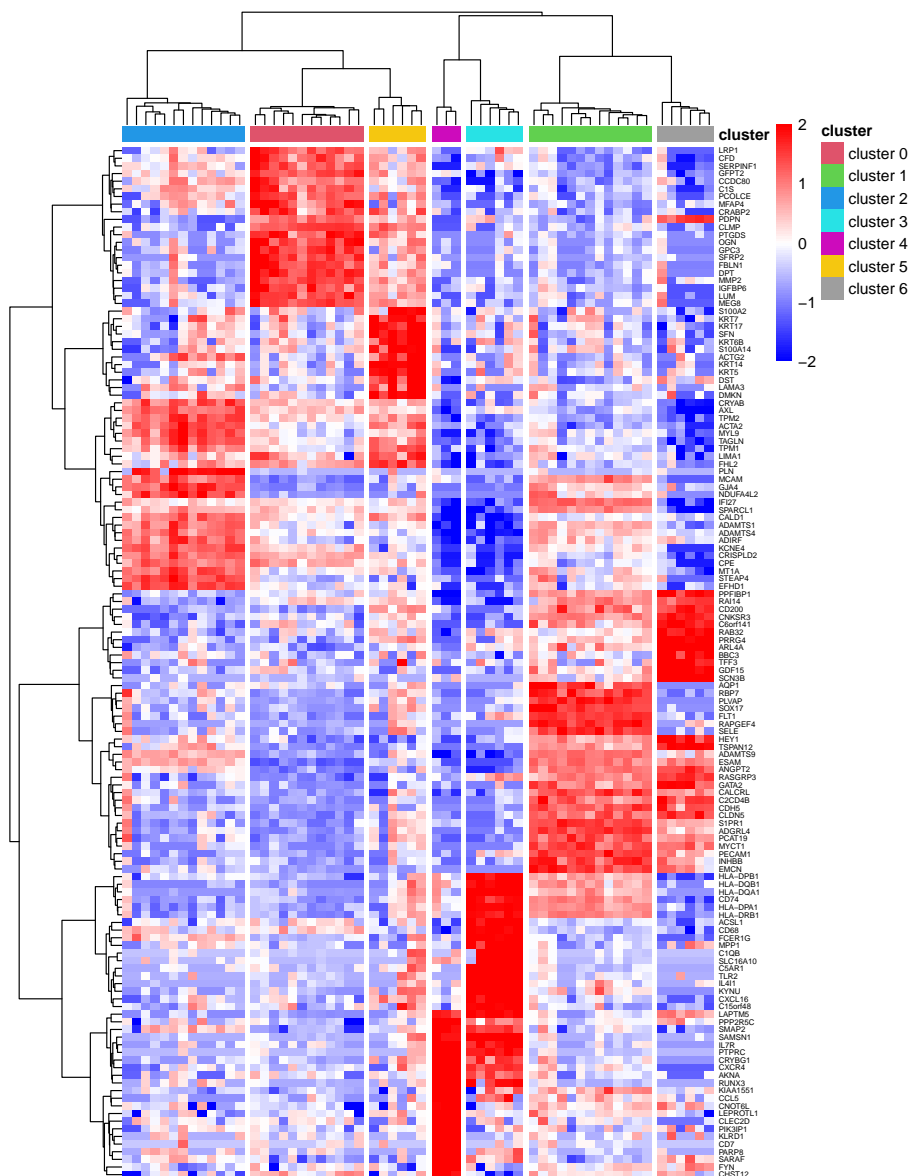 cluster
2
1
0
−1
−2
cluster
cluster 0
cluster 1
cluster 2
cluster 3
cluster 4
cluster 5
cluster 6
LRP1
CFD
SERPINF1
GFPT2
CCDC80
C1S
PCOLCE
MFAP4
CRABP2
PDPN
CLMP
PTGDS
OGN
GPC3
SFRP2
FBLN1
DPT
MMP2
IGFBP6
LUM
MEG8
S100A2
KRT7
KRT17
SFN
KRT6B
S100A14
ACTG2
KRT14
KRT5
DST
LAMA3
DMKN
CRYAB
AXL
TPM2
ACTA2
MYL9
TAGLN
TPM1
LIMA1
FHL2
PLN
MCAM
GJA4
NDUFA4L2
IFI27
SPARCL1
CALD1
ADAMTS1
ADAMTS4
ADIRF
KCNE4
CRISPLD2
CPE
MT1A
STEAP4
EFHD1
PPFIBP1
RAI14
CD200
CNKSR3
C6orf141
RAB32
PRRG4
ARL4A
BBC3
TFF3
GDF15
SCN3B
AQP1
RBP7
PLVAP
SOX17
FLT1
RAPGEF4
SELE
HEY1
TSPAN12
ADAMTS9
ESAM
ANGPT2
RASGRP3
GATA2
CALCRL
C2CD4B
CDH5
CLDN5
S1PR1
ADGRL4
PCAT19
MYCT1
PECAM1
INHBB
EMCN
HLA−DPB1
HLA−DQB1
HLA−DQA1
CD74
HLA−DPA1
HLA−DRB1
ACSL1
CD68
FCER1G
MPP1
C1QB
SLC16A10
C5AR1
TLR2
IL4I1
KYNU
CXCL16
C15orf48
LAPTM5
PPP2R5C
SMAP2
SAMSN1
IL7R
PTPRC
CRYBG1
CXCR4
AKNA
RUNX3
KIAA1551
CCL5
CNOT6L
LEPROTL1
CLEC2D
PIK3IP1
KLRD1
CD7
PARP8
SARAF
FYN
CHST12